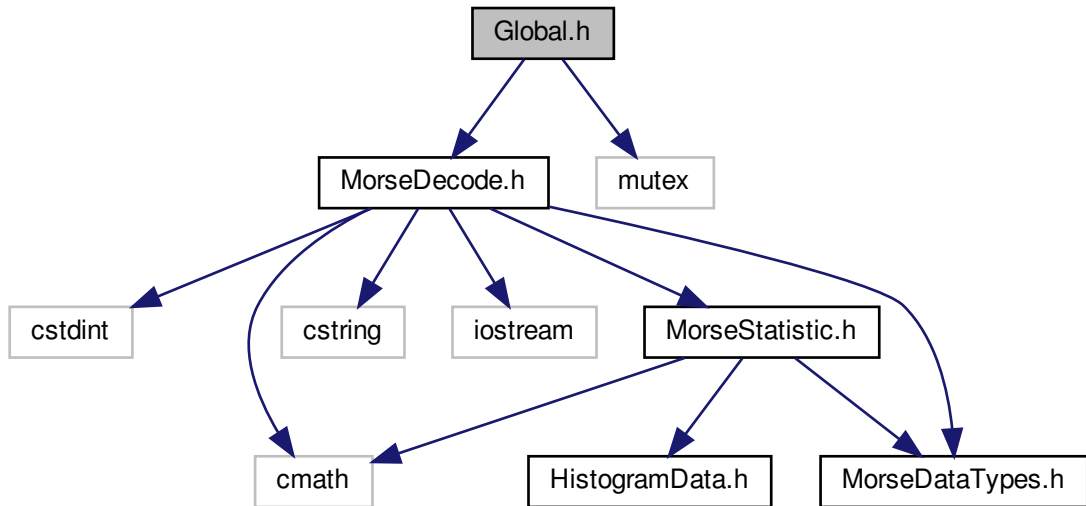 Global.h
MorseDecode.h
mutex
cstdint
cstring
iostream
MorseStatistic.h
cmath
HistogramData.h
MorseDataTypes.h